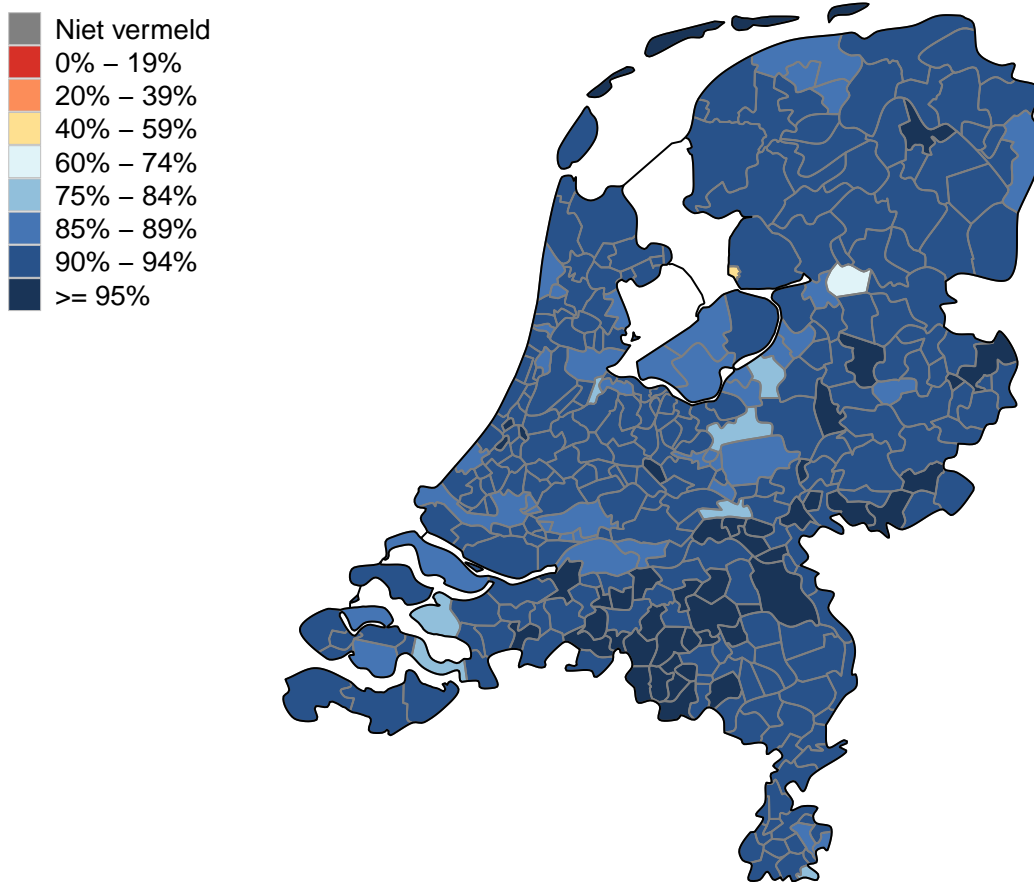 Niet vermeld
0% – 19%
20% – 39%
40% – 59%
60% – 74%
75% – 84%
85% – 89%
90% – 94%
>= 95%